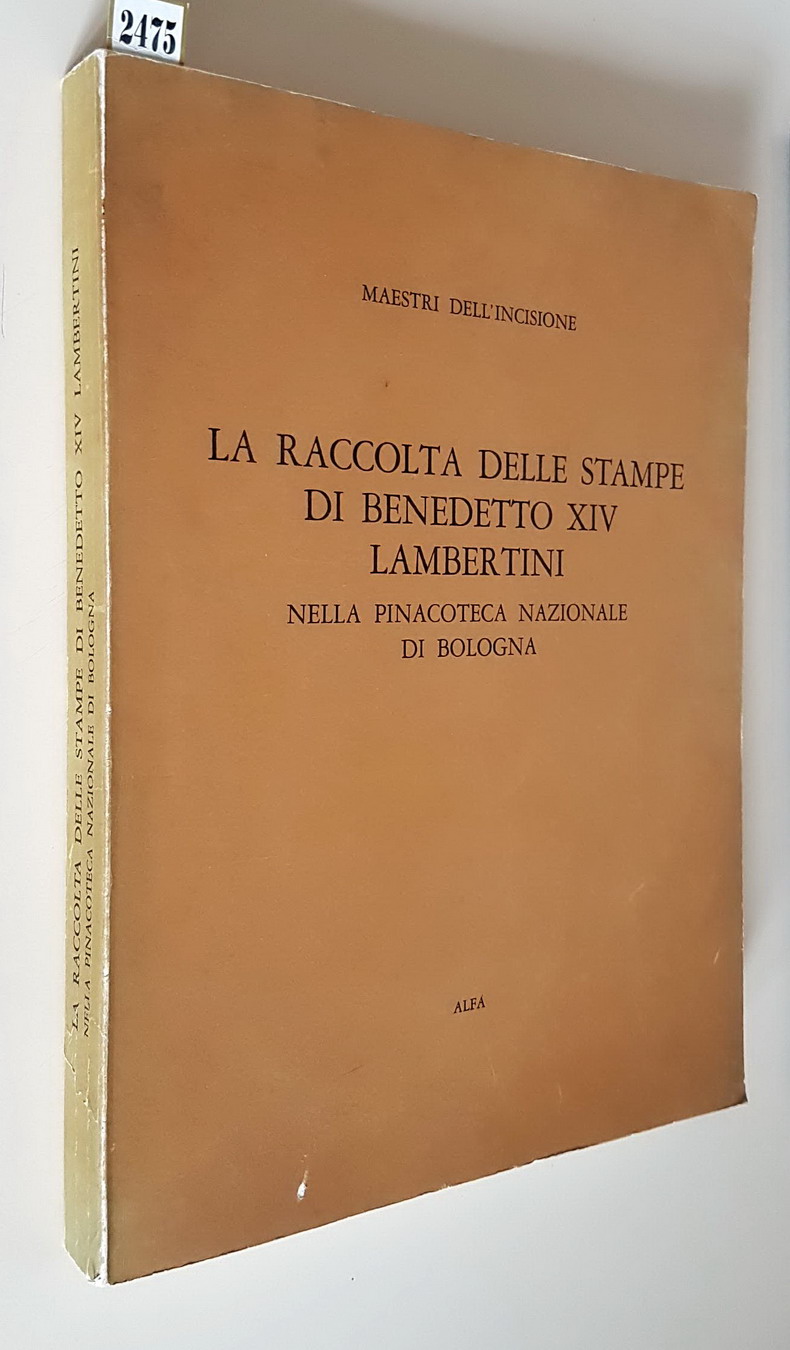 2475
MAESTRI DELL'INCISIONE
LA RACCOLTA DELLE STAMPE
DI BENEDETTO XIV
LAMBERTINI
NELLA PINACOTECA NAZIONALE
DI BOLOGNA
ALFA
LA RACCOLTA DELLE STAMPE DI BENEDETTO XIV LAMBERTINI
NELLA PINACOTECA NAZIONALE DI BOLOGNA